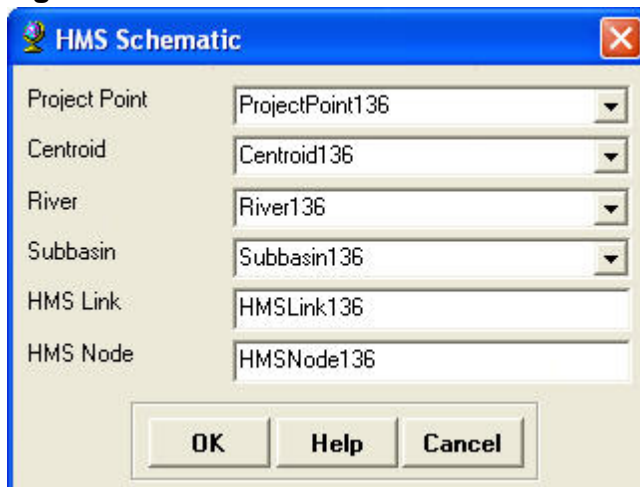 HMS Schematic
Project Point ProjectPoint136
Centroid Centroid136
River River136
Subbasin Subbasin136
HMS Link HMSLink136
HMS Node HMSNode136
OK Help Cancel